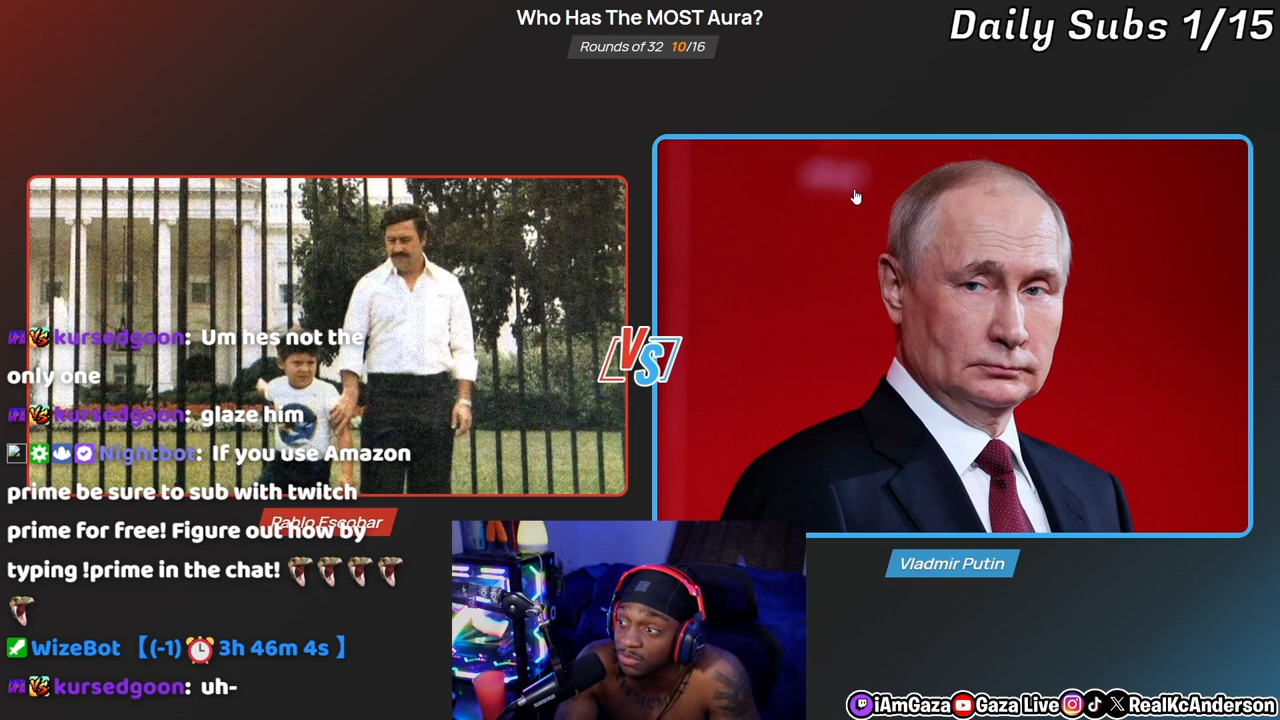 Who Has The MOST Aura?
Rounds of 32 10/16
Daily Subs 1/15
VS
kursedgoon: Um hes not the
only one
kursedgoon: glaze him
Nightbot: If you use Amazon
prime be sure to sub with twitch
Pablo Escobar
prime for free! Figure out how by
typing !prime in the chat!
WizeBot 【(-1) 3h 46m 4s 】
kursedgoon: uh-
Vladmir Putin
iAmGaza Gaza Live RealKcAnderson